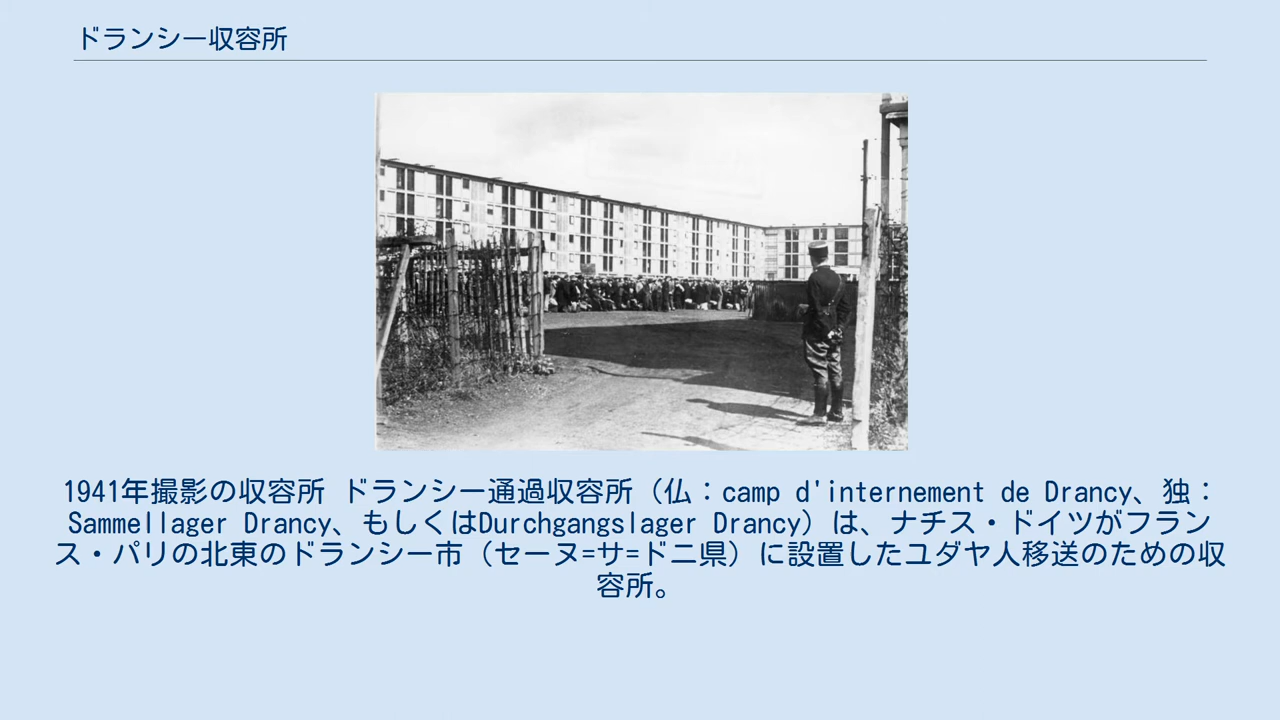 ドランシー収容所
1941年撮影の収容所 ドランシー通過収容所（仏：camp d'internement de Drancy、独：
Sammellager Drancy、もしくはDurchgangslager Drancy）は、ナチス・ドイツがフラン
ス・パリの北東のドランシー市（セーヌ=サ=ドニ県）に設置したユダヤ人移送のための収
容所。